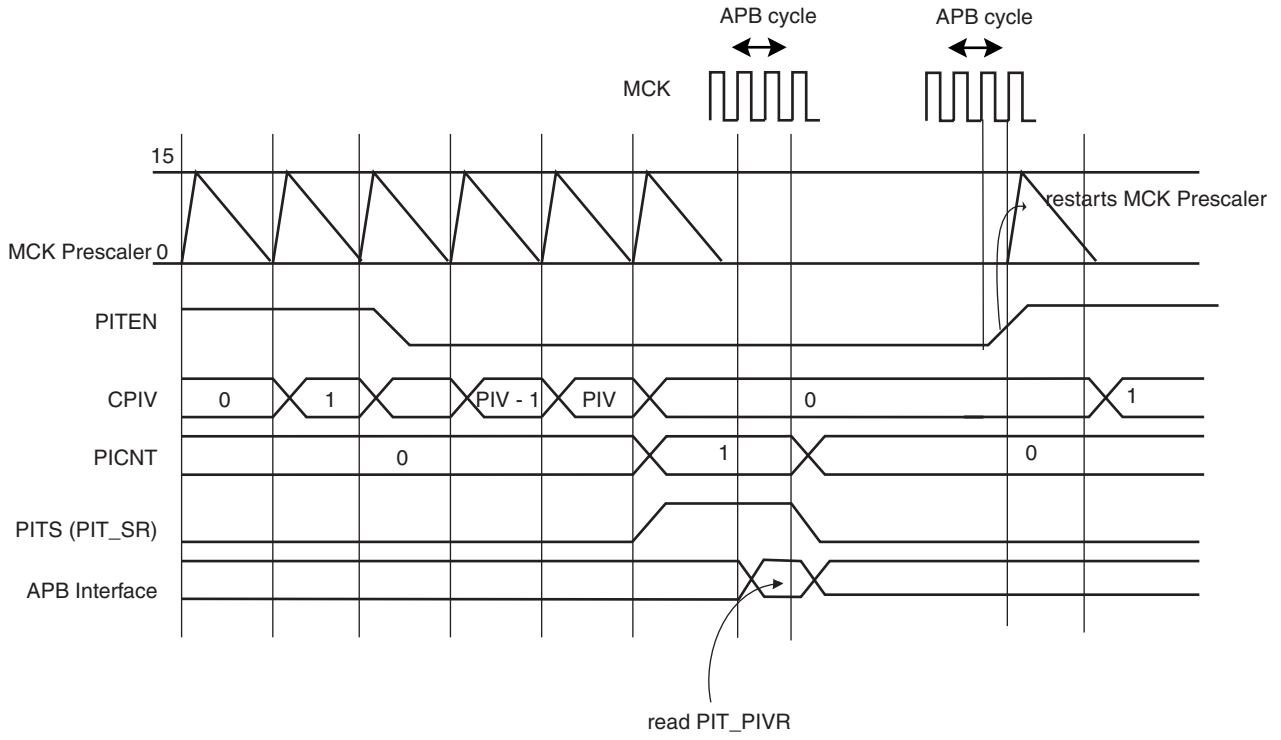 APB cycle
APB cycle
MCK
15
restarts MCK Prescaler
MCK Prescaler 0
PITEN
CPIV
0
1
PIV - 1
PIV
0
1
PICNT
0
1
0
PITS (PIT_SR)
APB Interface
read PIT_PIVR